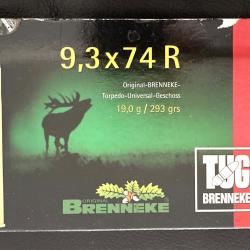 9,3x74 R
Original-BRENNEKE-
Torpedo-Universal-Geschoss
19,0 g / 293 grs
TUG
BRENNEKE
ORIGINAL
BRENNEKE